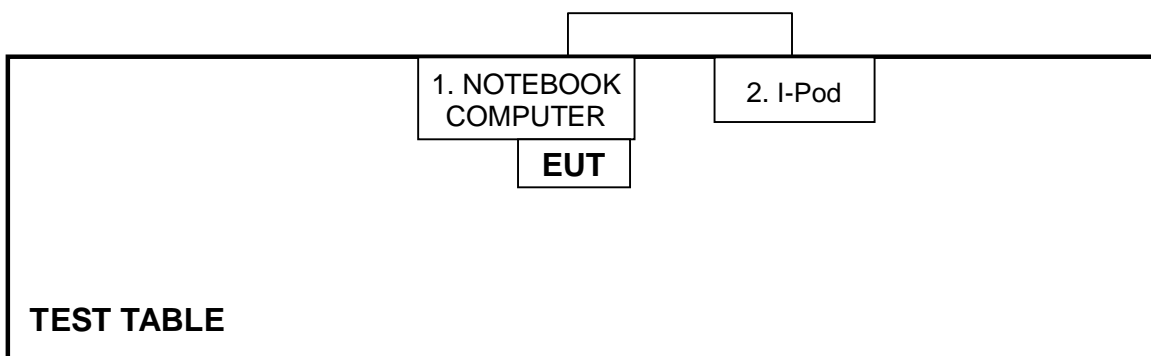 1. NOTEBOOK
COMPUTER
2. I-Pod
EUT
TEST TABLE